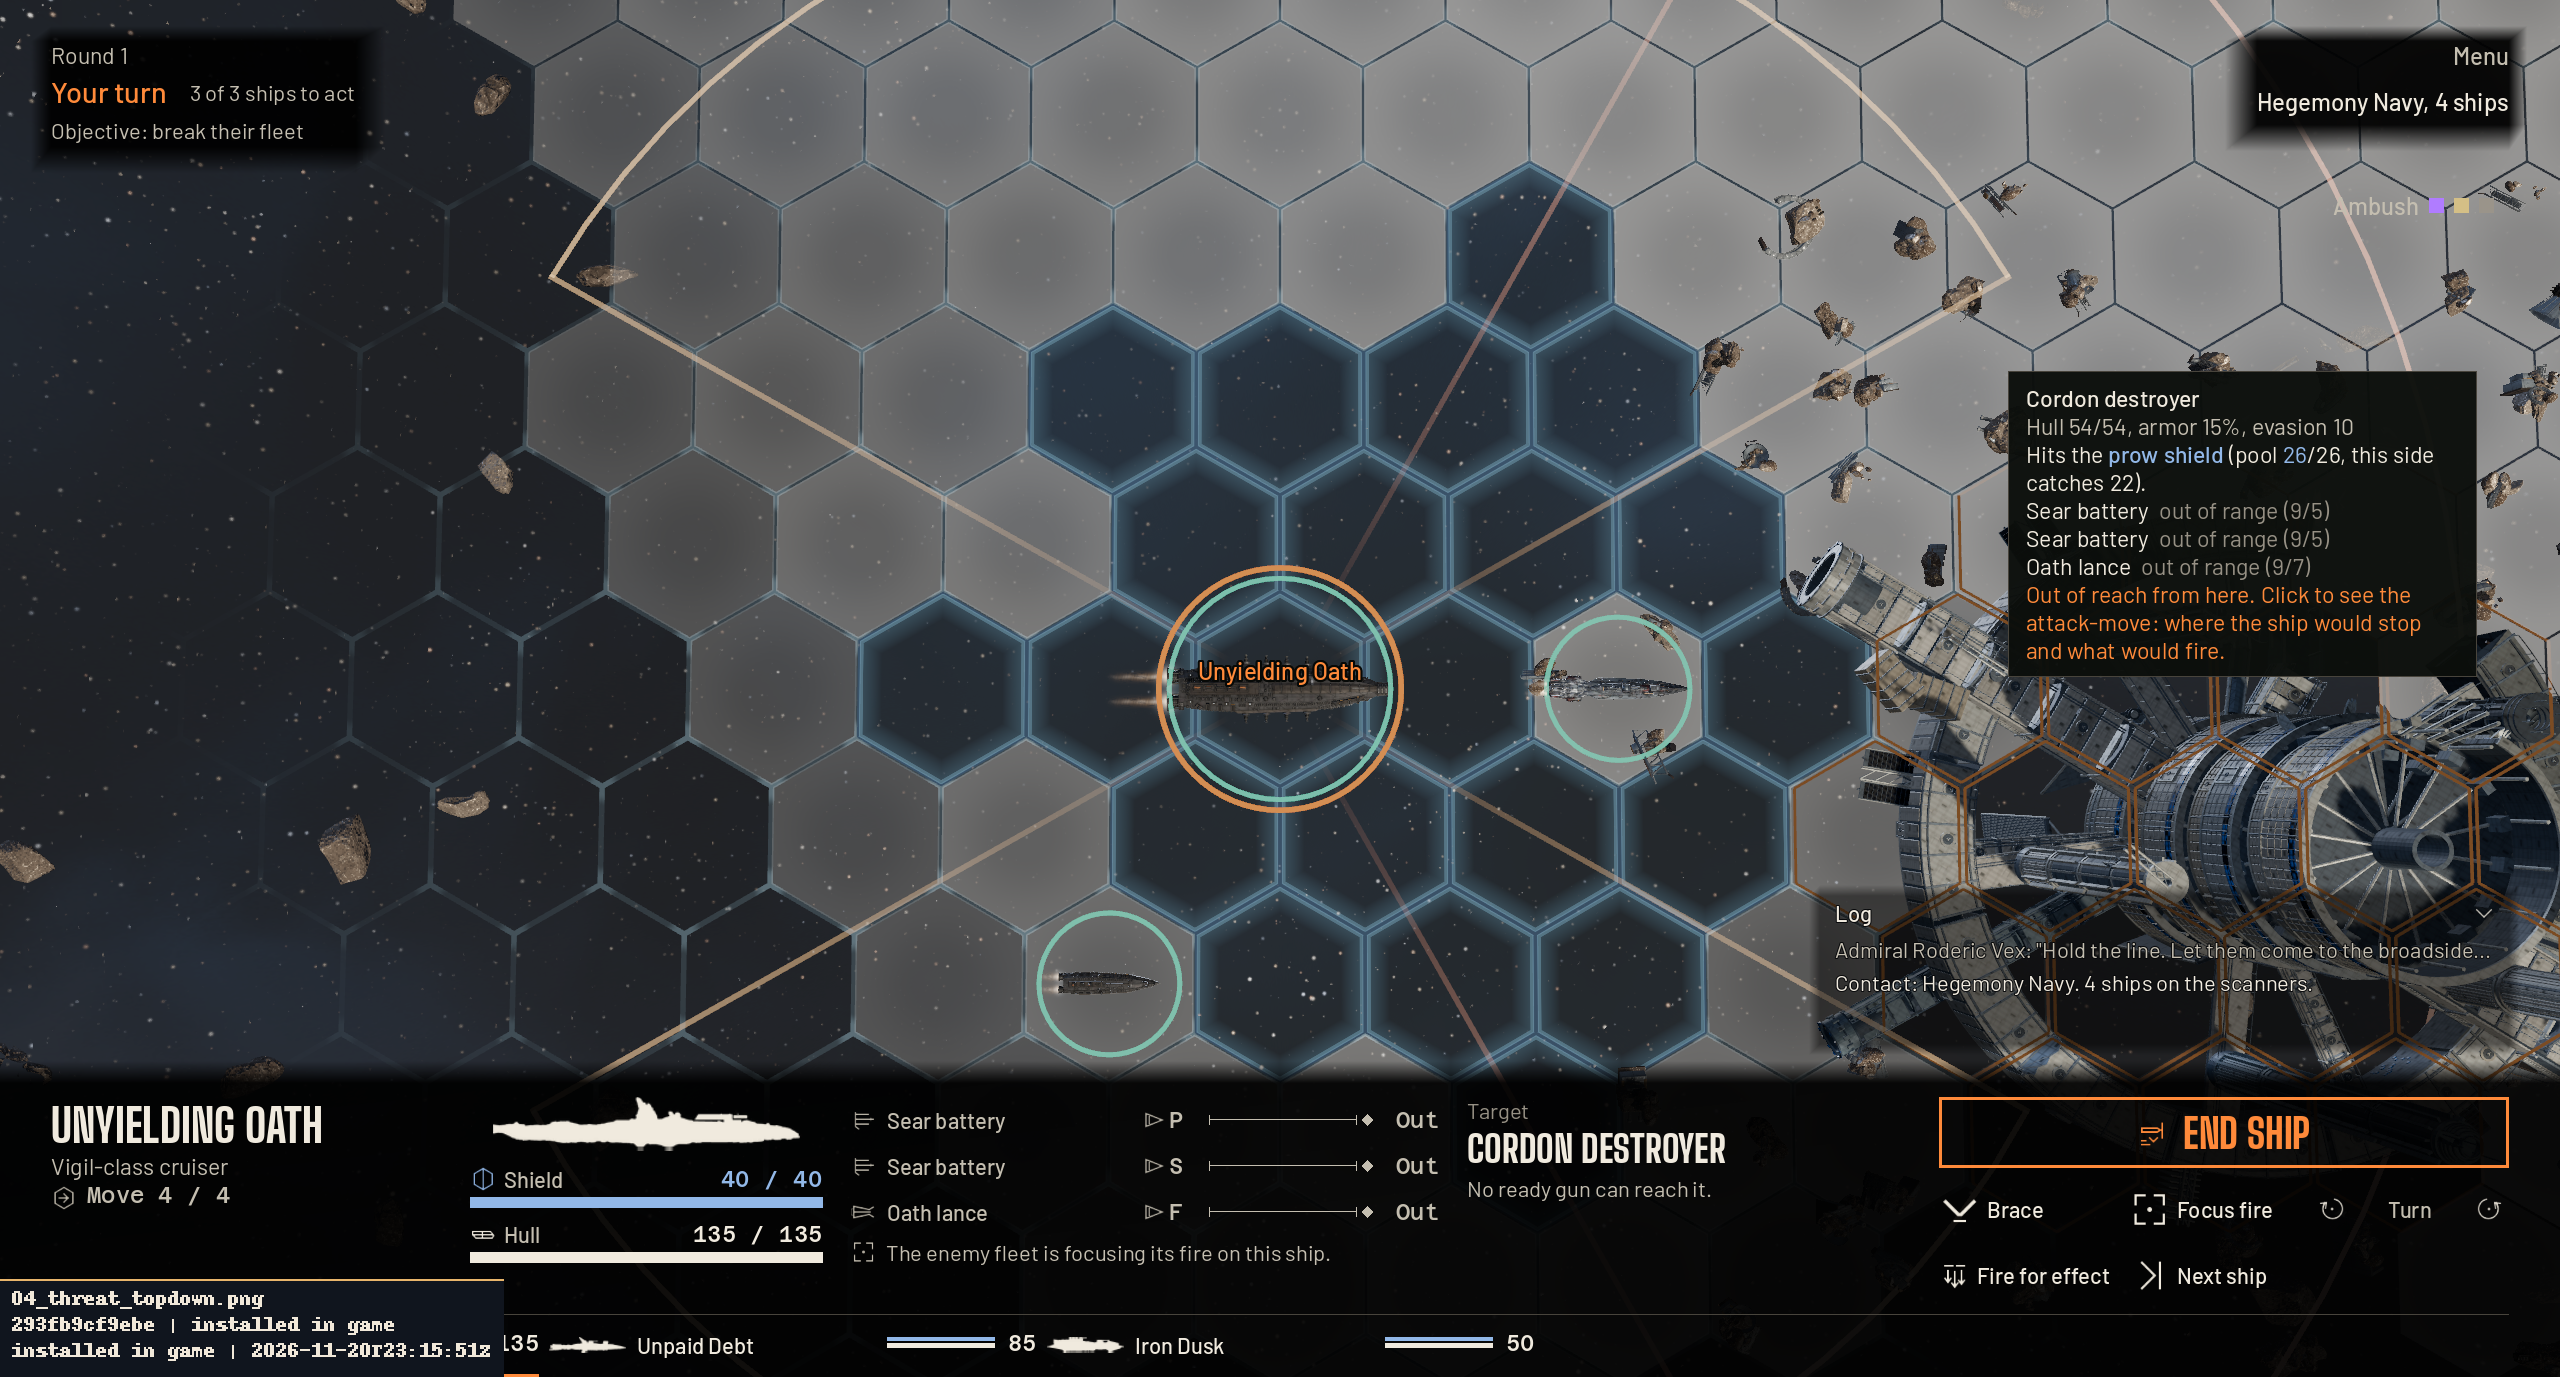 Round 1
Your turn 3 of 3 ships to act
Objective: break their fleet
Menu
Hegemony Navy, 4 ships
Ambush
Cordon destroyer
Hull 54/54, armor 15%, evasion 10
Hits the prow shield (pool 26/26, this side
catches 22).
Sear battery out of range (9/5)
Sear battery out of range (9/5)
Oath lance out of range (9/7)
Out of reach from here. Click to see the
attack-move: where the ship would stop
and what would fire.
Unyielding Oath
Log
Admiral Roderic Vex: "Hold the line. Let them come to the broadside...
Contact: Hegemony Navy. 4 ships on the scanners.
UNYIELDING OATH
Vigil-class cruiser
Move 4 / 4
Shield 40 / 40
Hull 135 / 135
Sear battery P Out
Sear battery S Out
Oath lance F Out
The enemy fleet is focusing its fire on this ship.
Target
CORDON DESTROYER
No ready gun can reach it.
END SHIP
Brace Focus fire Turn
Fire for effect Next ship
04_threat_topdown.png
293fb9cf9ebe | installed in game
installed in game | 2026-11-20T23:15:51Z
135 Unpaid Debt 85 Iron Dusk 50